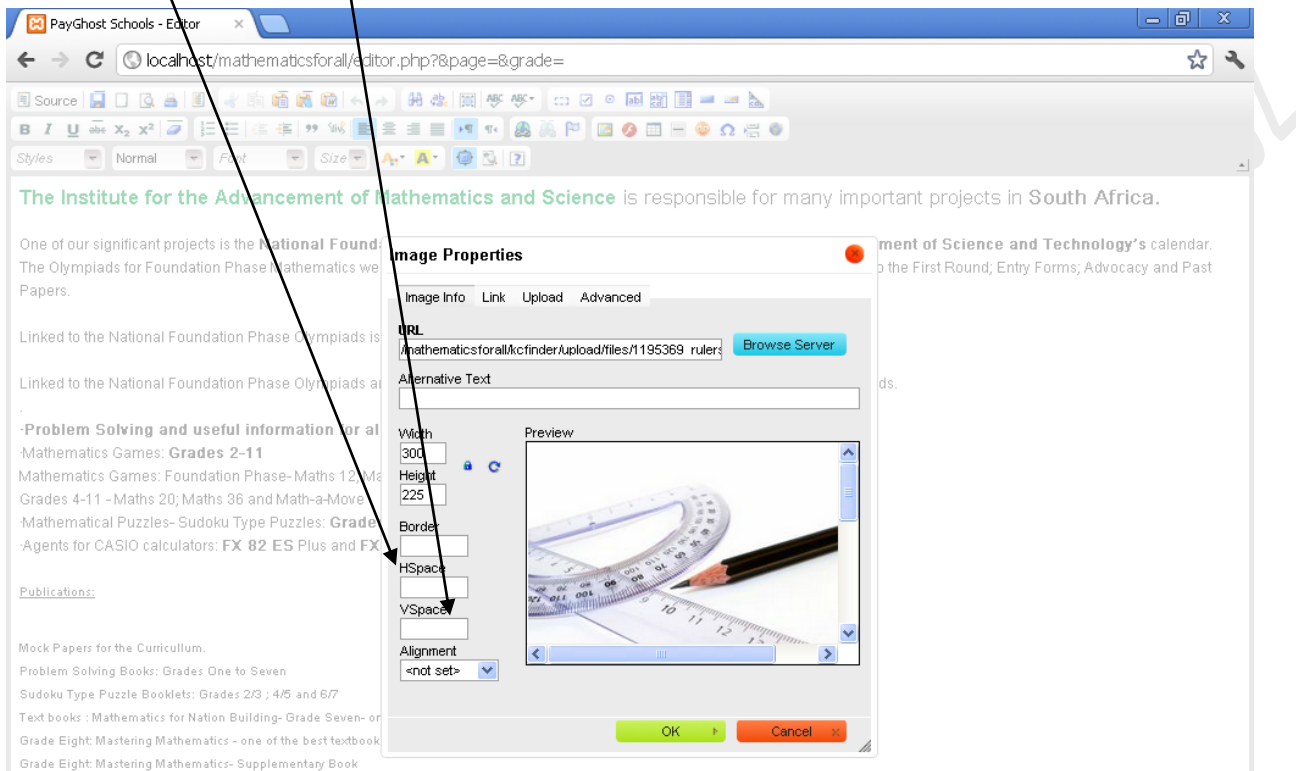 PayGhost Schools - Editor
localhost/mathematicsforall/editor.php?&page=&grade=
Source
Styles Normal Font Size
The Institute for the Advancement of Mathematics and Science is responsible for many important projects in South Africa.
One of our significant projects is the National Found ment of Science and Technology's calendar.
The Olympiads for Foundation Phase Mathematics we o the First Round; Entry Forms; Advocacy and Past
Papers.
Linked to the National Foundation Phase Olympiads is
Linked to the National Foundation Phase Olympiads ar ds.
.
·Problem Solving and useful information for al
·Mathematics Games: Grades 2-11
Mathematics Games: Foundation Phase- Maths 12; Ma
Grades 4-11 - Maths 20; Maths 36 and Math-a-Move
·Mathematical Puzzles- Sudoku Type Puzzles: Grade
·Agents for CASIO calculators: FX 82 ES Plus and FX
Publications:
Mock Papers for the Curricullum.
Problem Solving Books: Grades One to Seven
Sudoku Type Puzzle Booklets: Grades 2/3 ; 4/5 and 6/7
Text books : Mathematics for Nation Building- Grade Seven- or
Grade Eight: Mastering Mathematics - one of the best textbook
Grade Eight: Mastering Mathematics- Supplementary Book
Image Properties
Image Info Link Upload Advanced
URL
/mathematicsforall/kcfinder/upload/files/1195369_rulers
Browse Server
Alternative Text
Width
300
Height
225
Border
HSpace
VSpace
Alignment
<not set>
Preview
OK
Cancel